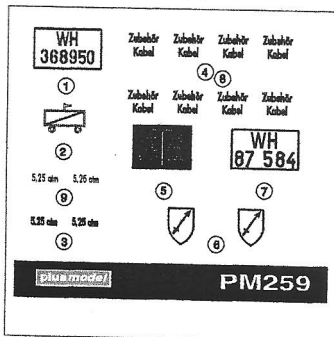 WH
368950
Zubehör Zubehör Zubehör Zubehör
Kabel Kabel Kabel Kabel
1
4 8
Zubehör Zubehör Zubehör Zubehör
Kabel Kabel Kabel Kabel
2
WH
87 584
5,25 atm 5,25 atm
9
5
7
5,25 atm 5,25 atm
3
6
plusmodel
PM259